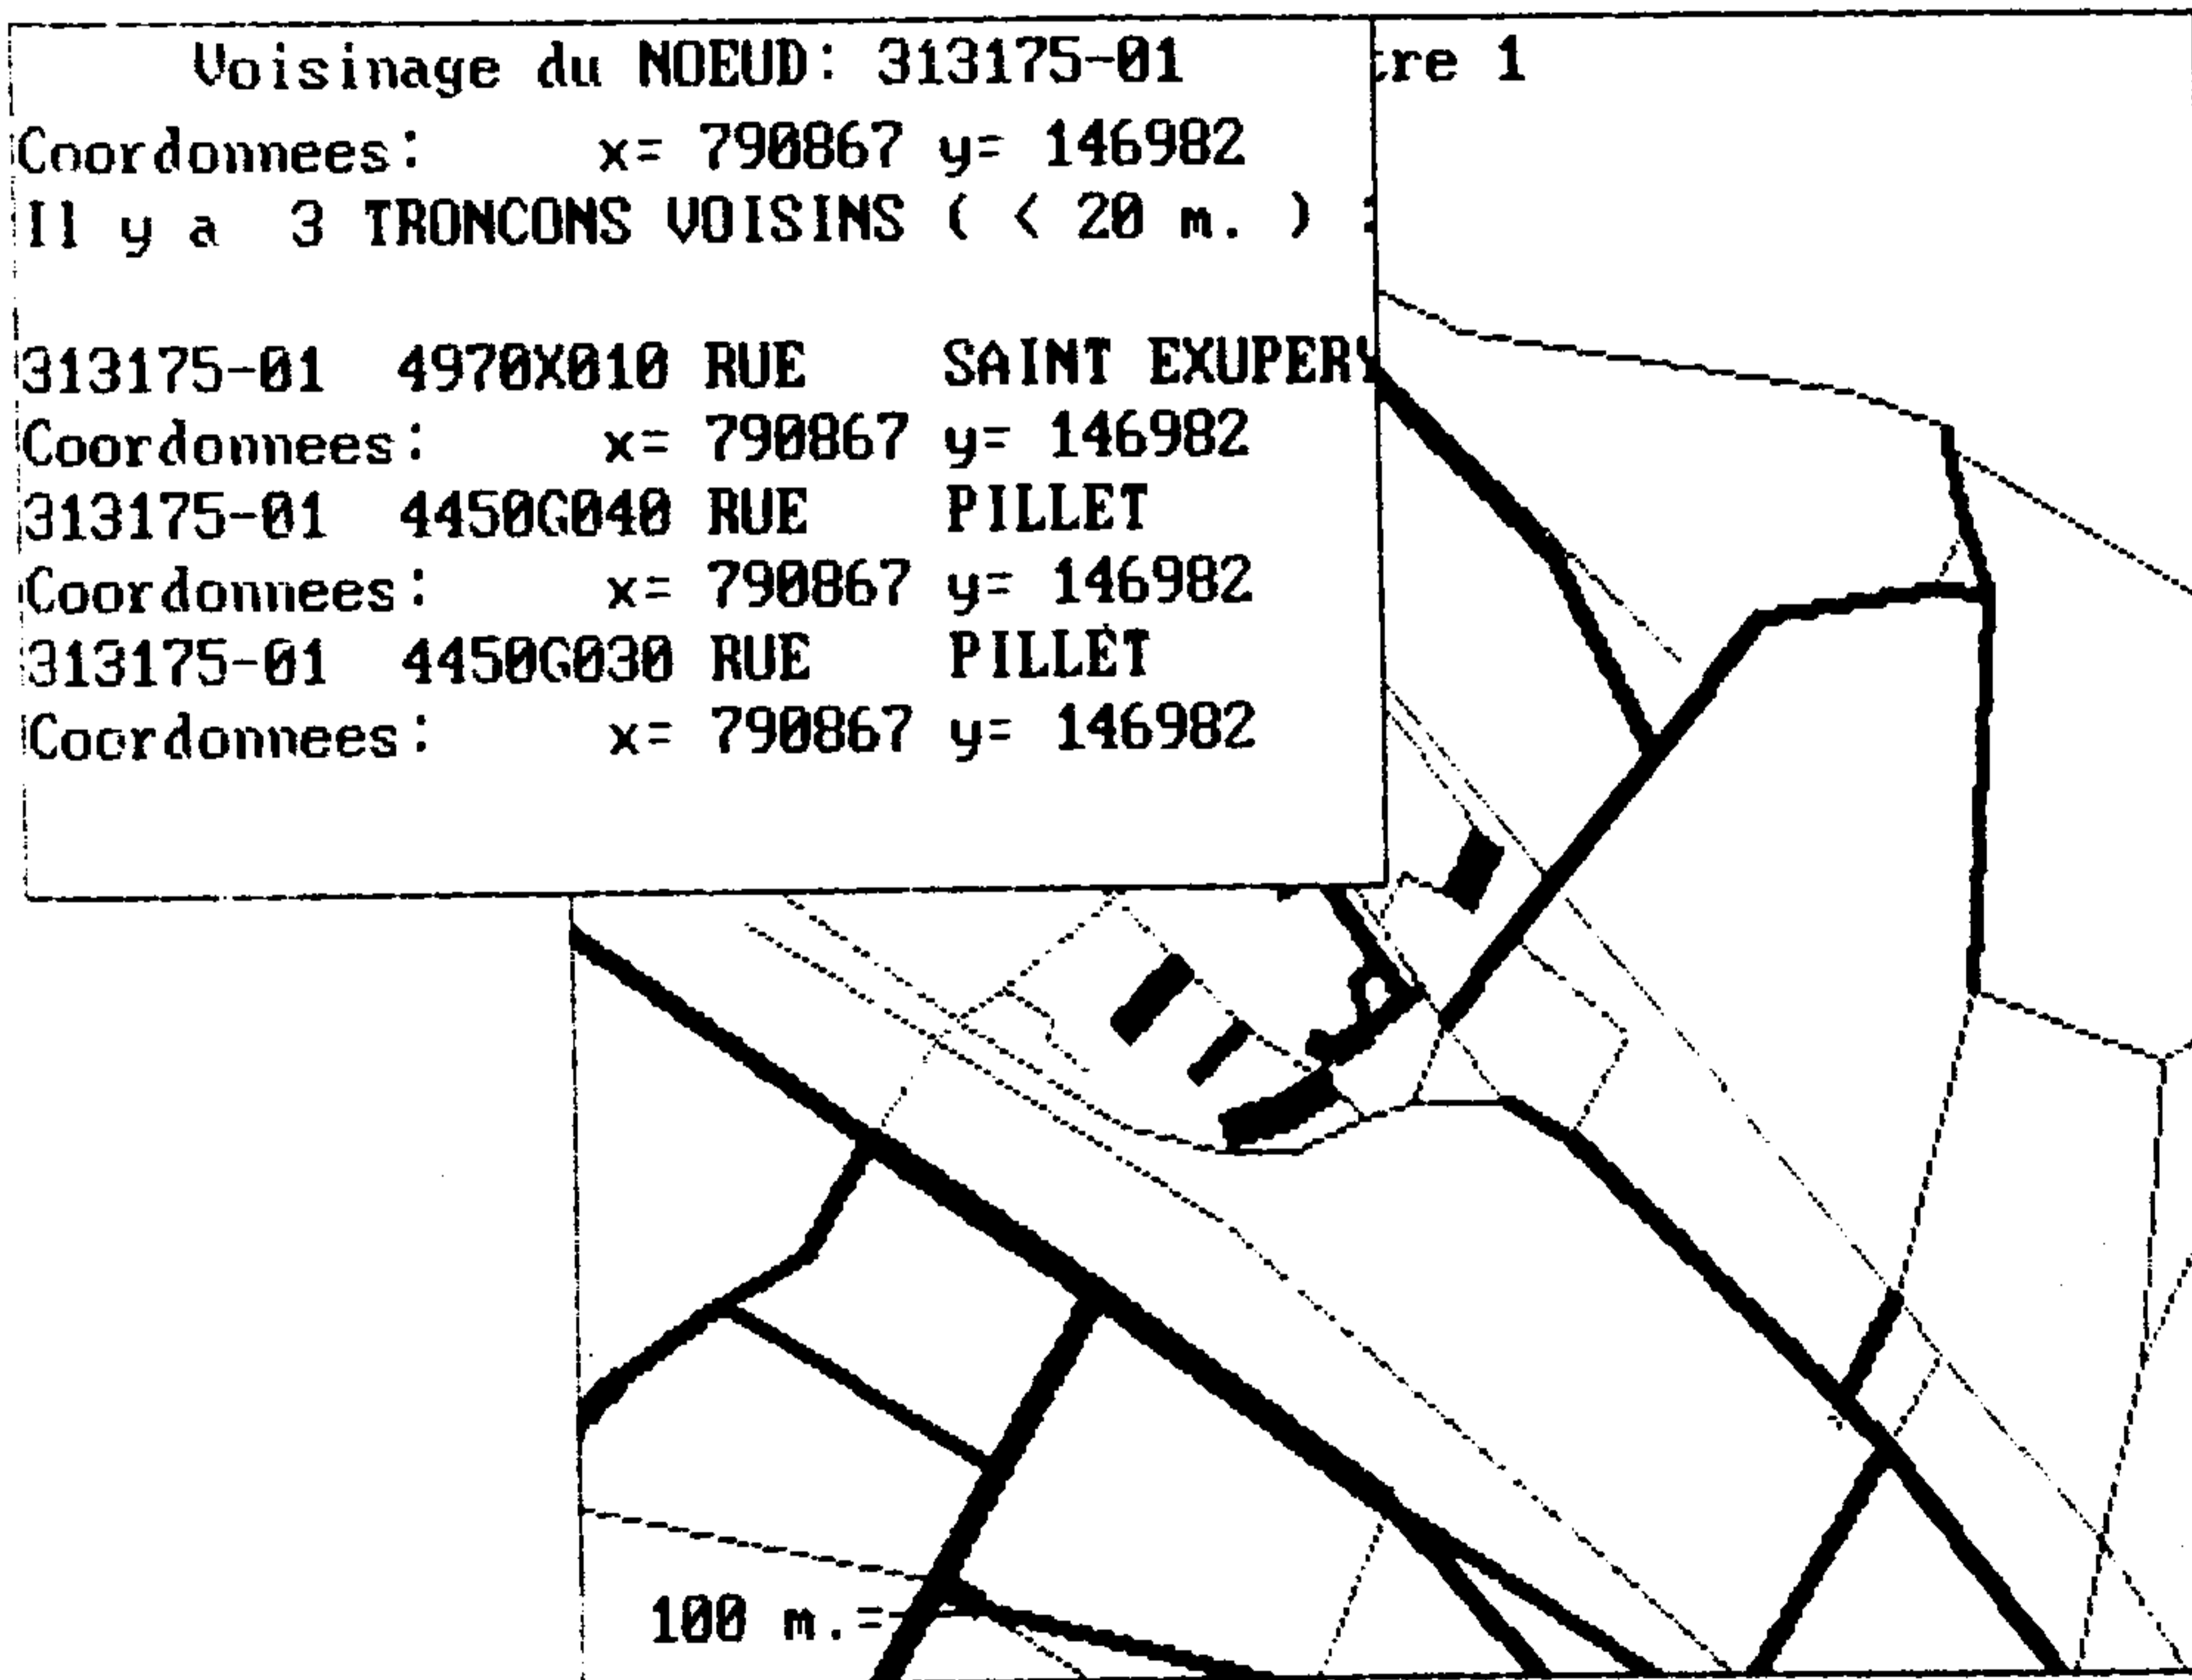 Voisinage du NOEUD: 313175-01
tre 1
Coordonnees: x= 790867 y= 146982
Il y a 3 TRONCONS VOISINS ( < 20 m. ) :
313175-01 4970X010 RUE SAINT EXUPERY
Coordonnees: x= 790867 y= 146982
313175-01 4450G040 RUE PILLET
Coordonnees: x= 790867 y= 146982
313175-01 4450G030 RUE PILLET
Coordonnees: x= 790867 y= 146982
100 m.=